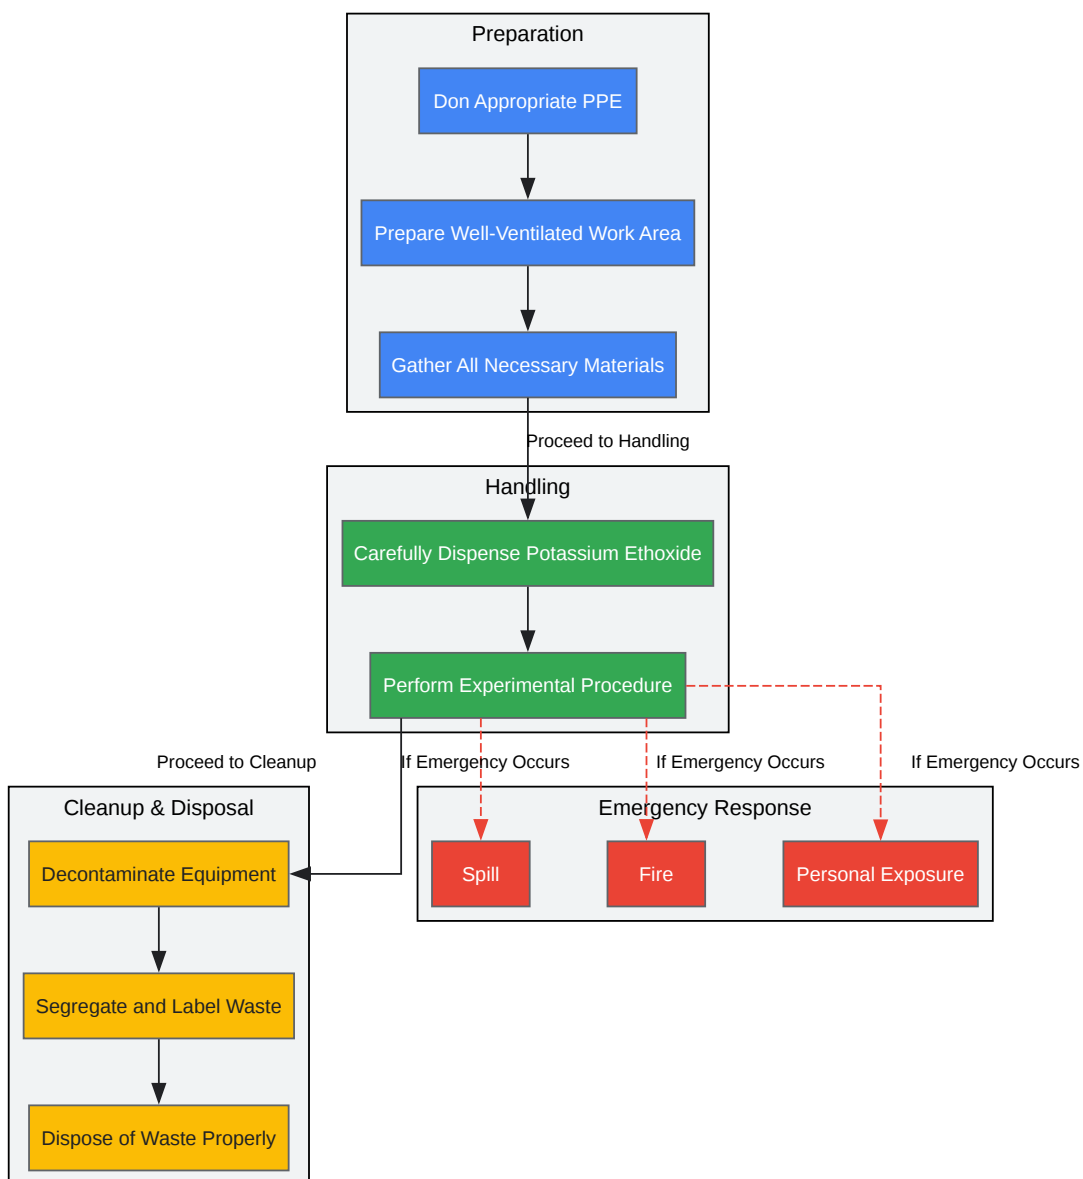 Preparation
Don Appropriate PPE
Prepare Well-Ventilated Work Area
Gather All Necessary Materials
Proceed to Handling
Handling
Carefully Dispense Potassium Ethoxide
Perform Experimental Procedure
Proceed to Cleanup
If Emergency Occurs
If Emergency Occurs
If Emergency Occurs
Cleanup & Disposal
Emergency Response
Decontaminate Equipment
Spill
Fire
Personal Exposure
Segregate and Label Waste
Dispose of Waste Properly